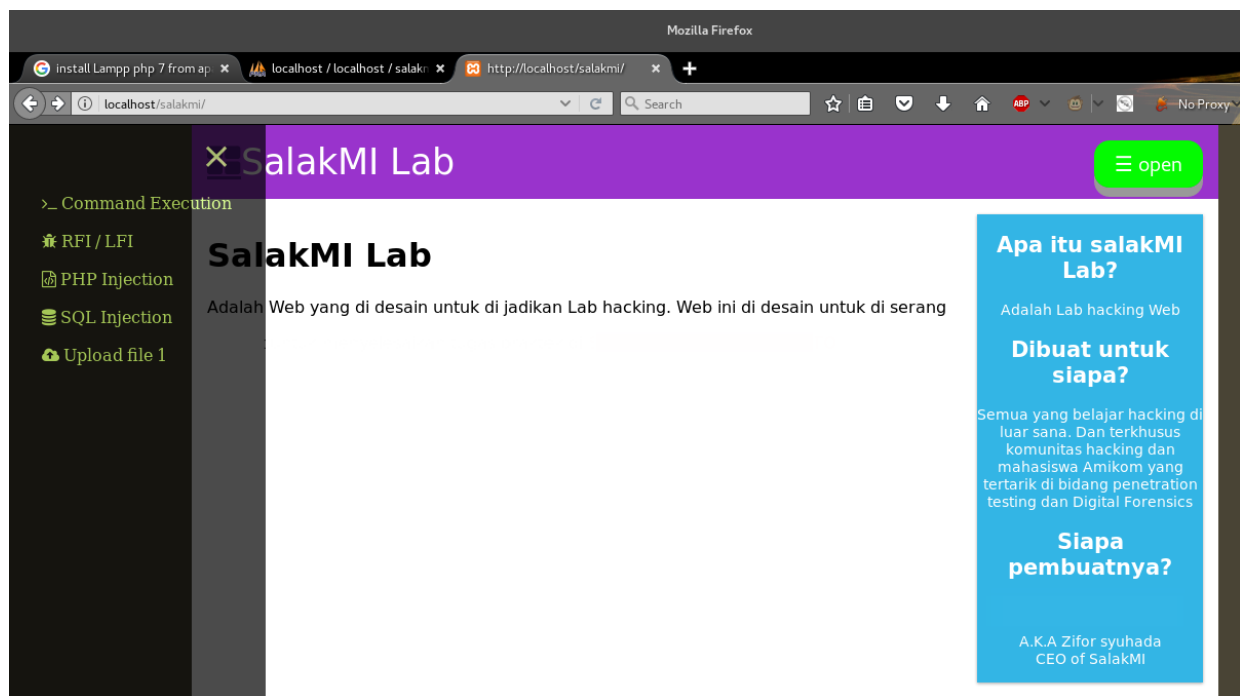 Mozilla Firefox
install Lampp php 7 from ap
localhost / localhost / salakn
http://localhost/salakmi/
localhost/salakmi/
Search
ABP
No Proxy
SalakMI Lab
☰ open
>_ Command Execution
RFI / LFI
PHP Injection
SQL Injection
Upload file 1
SalakMI Lab
Adalah Web yang di desain untuk di jadikan Lab hacking. Web ini di desain untuk di serang
Apa itu salakMI
Lab?
Adalah Lab hacking Web
Dibuat untuk
siapa?
Semua yang belajar hacking di
luar sana. Dan terkhusus
komunitas hacking dan
mahasiswa Amikom yang
tertarik di bidang penetration
testing dan Digital Forensics
Siapa
pembuatnya?
A.K.A Zifor syuhada
CEO of SalakMI